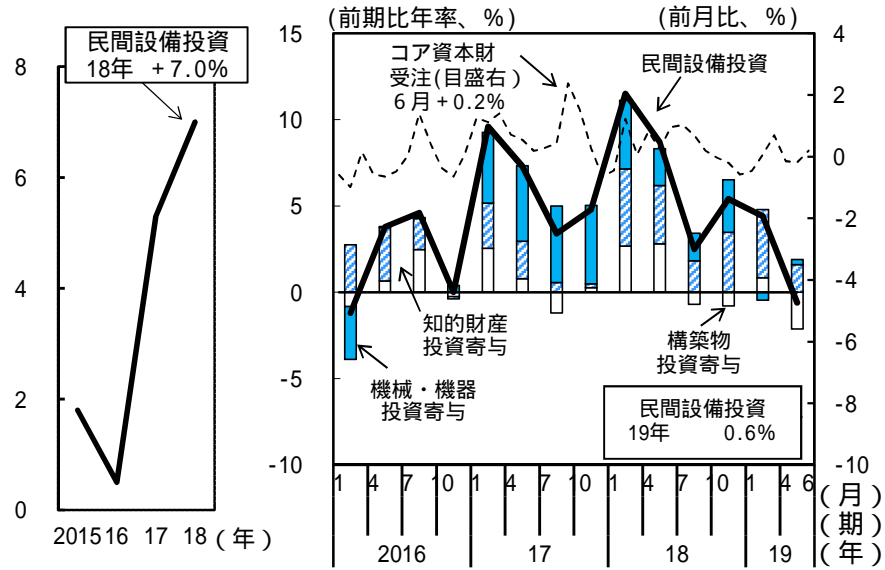 民間設備投資
18年 +7.0%
8
6
4
2
0
2015 16 17 18 (年)
(前期比年率、%)
(前月比、%)
15
10
5
0
-5
-10
4
2
0
-2
-4
-6
-8
-10
コア資本財
受注(目盛右)
6月+0.2%
民間設備投資
知的財産
投資寄与
機械・機器
投資寄与
構築物
投資寄与
民間設備投資
19年 0.6%
1 4 7 10 1 4 7 10 1 4 7 10 1 4 6 (月)
(期)
2016 17 18 19 (年)